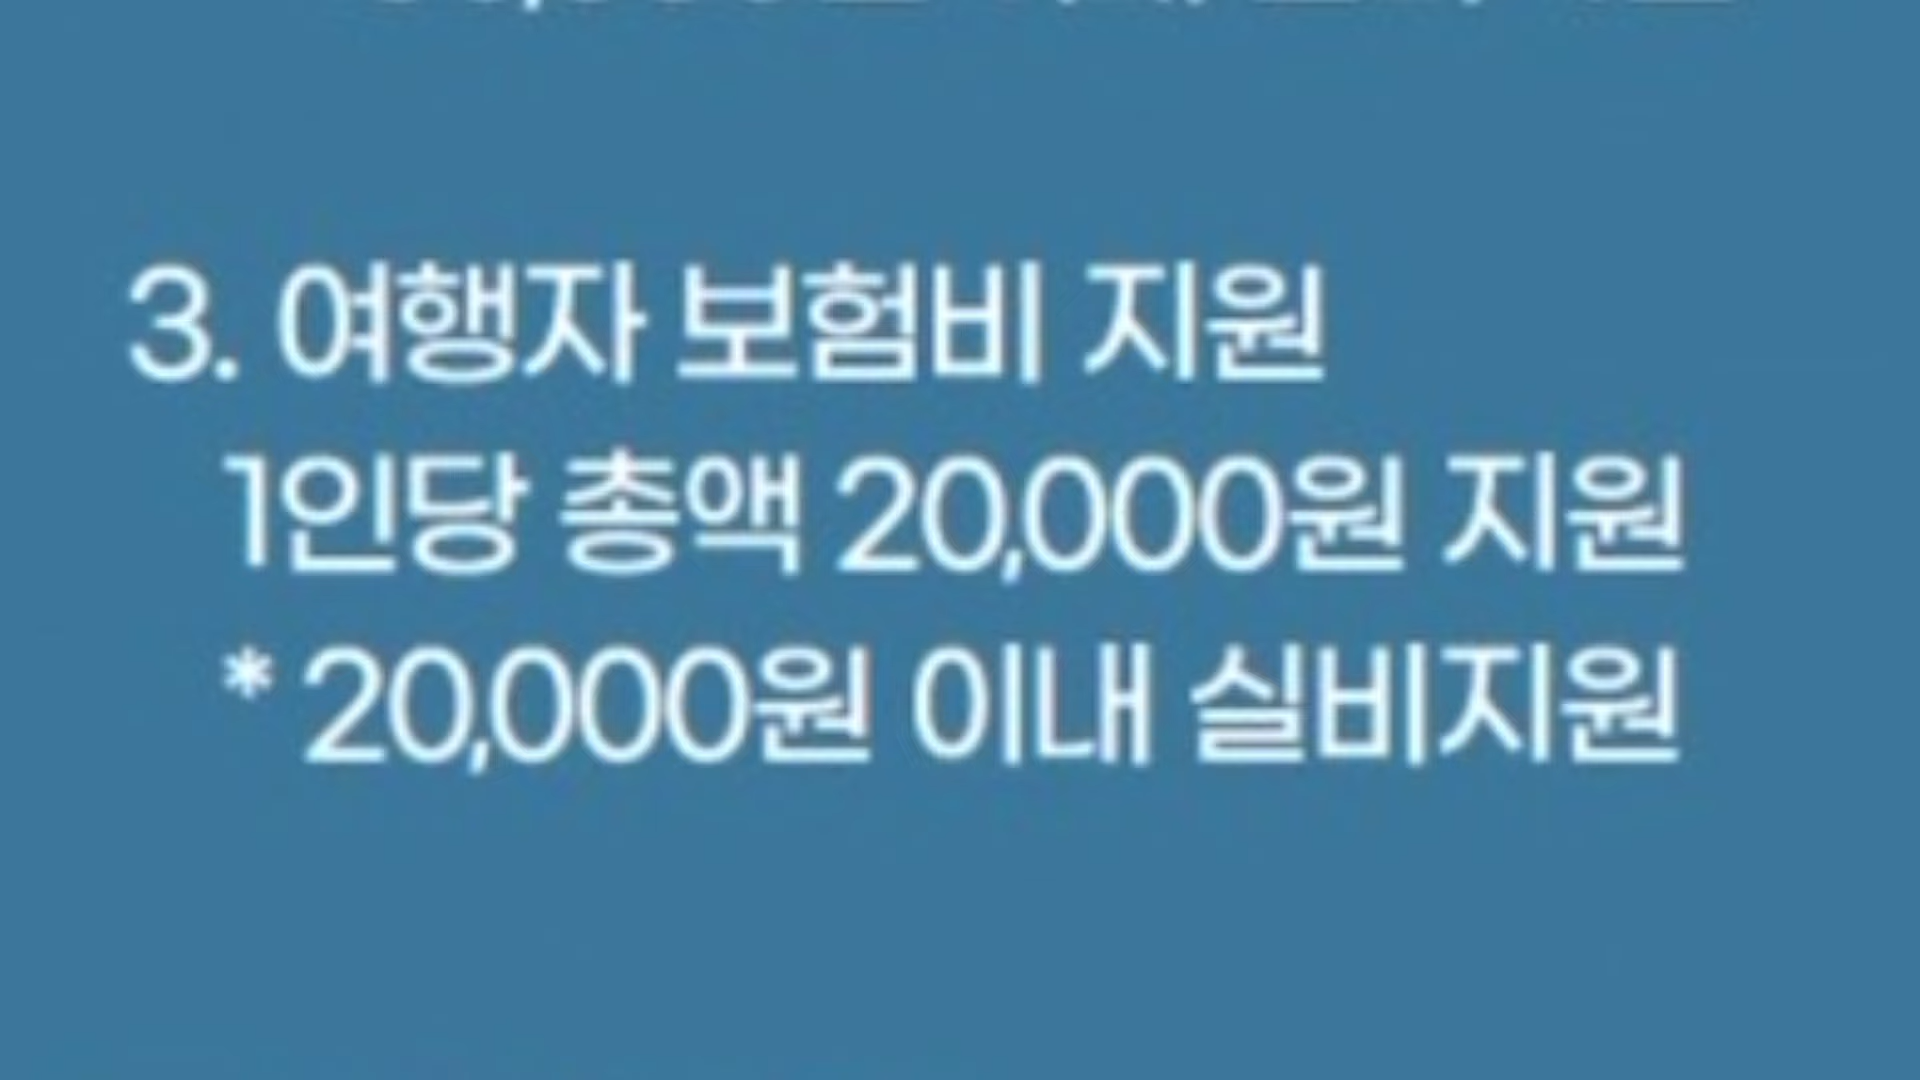 3. 여행자 보험비 지원
1인당 총액 20,000원 지원
* 20,000원 이내 실비지원